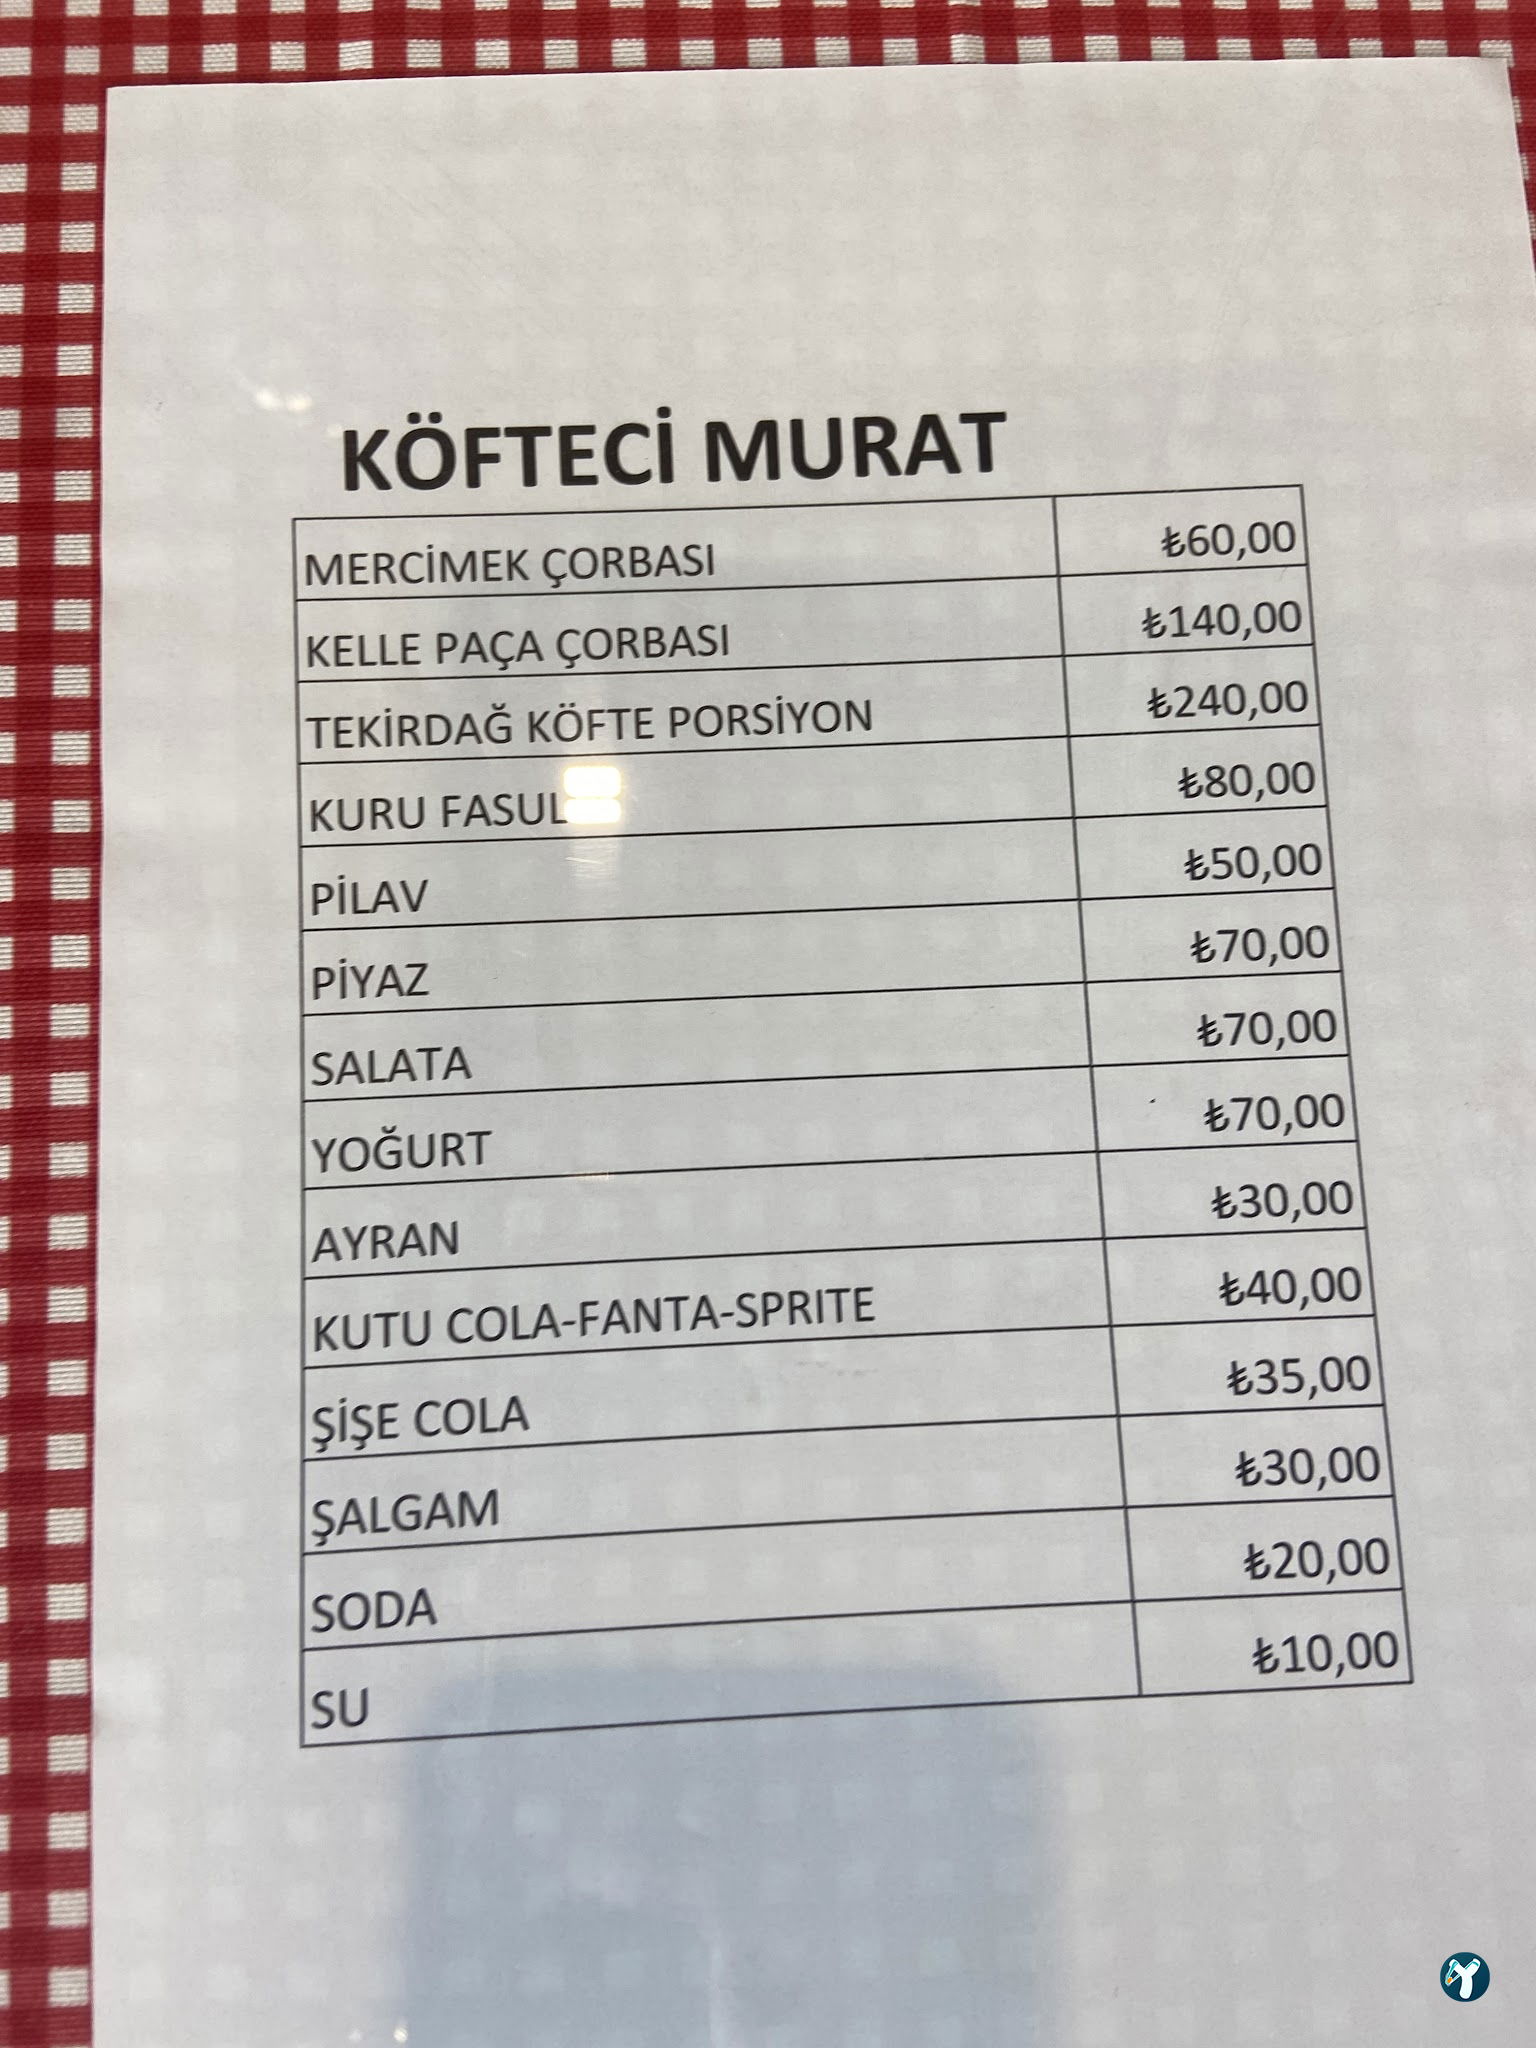 KÖFTECİ MURAT
MERCİMEK ÇORBASI ₺60,00
KELLE PAÇA ÇORBASI ₺140,00
TEKİRDAĞ KÖFTE PORSİYON ₺240,00
KURU ₺80,00
PİLAV ₺50,00
PİYAZ ₺70,00
SALATA ₺70,00
YOĞURT ₺70,00
AYRAN ₺30,00
KUTU COLA-FANTA-SPRITE ₺40,00
ŞİŞE COLA ₺35,00
ŞALGAM ₺30,00
SODA ₺20,00
SU ₺10,00